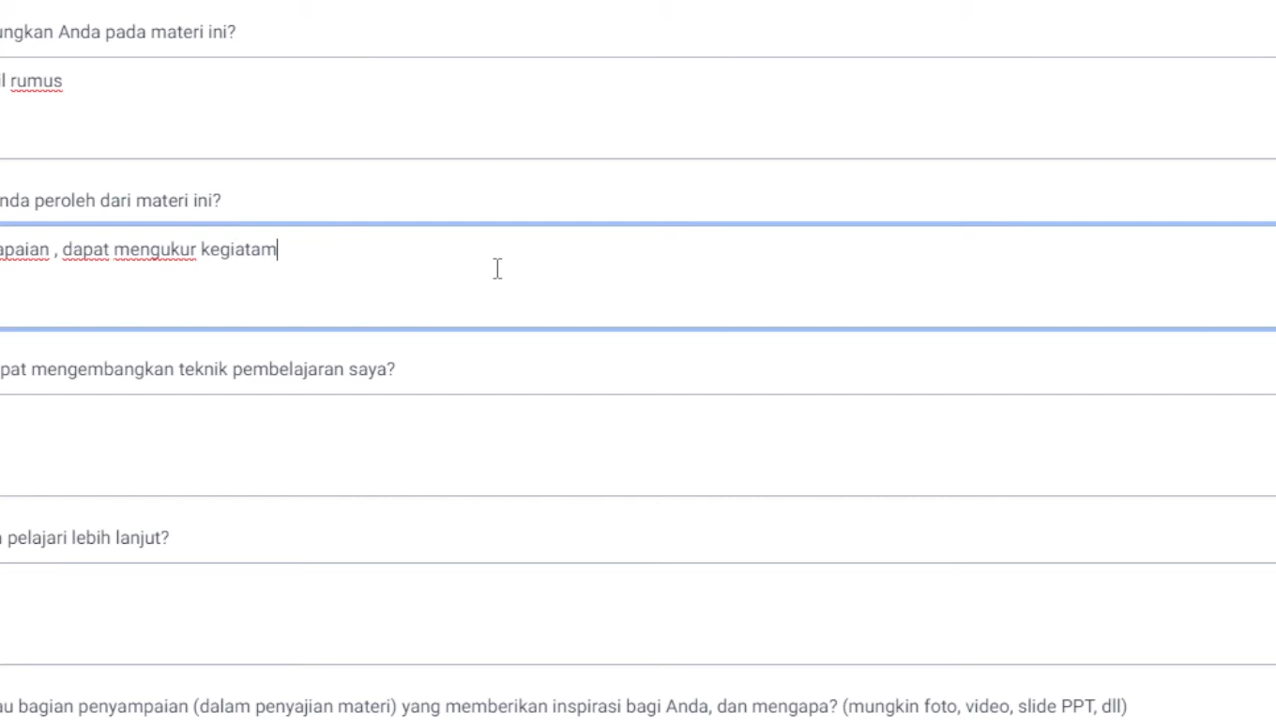 ungkan Anda pada materi ini?
il rumus
nda peroleh dari materi ini?
apaian , dapat mengukur kegiatam
pat mengembangkan teknik pembelajaran saya?
pelajari lebih lanjut?
au bagian penyampaian (dalam penyajian materi) yang memberikan inspirasi bagi Anda, dan mengapa? (mungkin foto, video, slide PPT, dll)